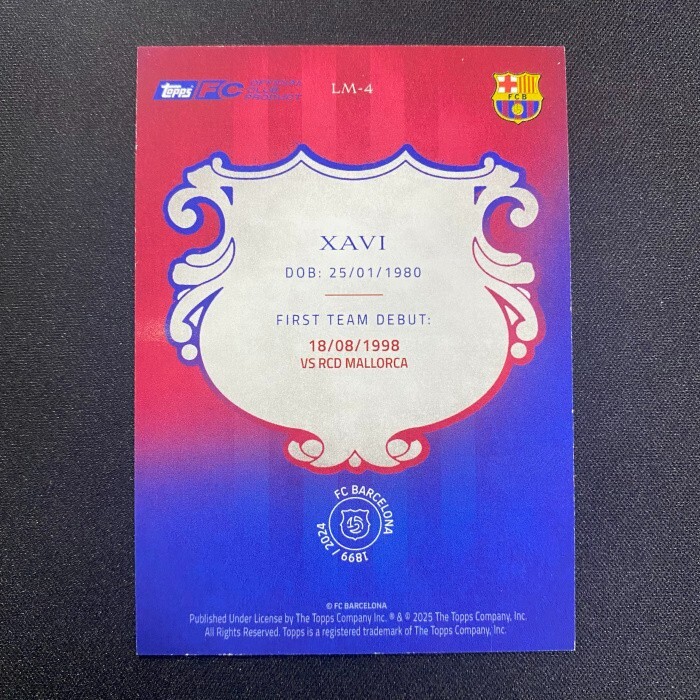 topps FC
LM-4
FCB
XAVI
DOB: 25/01/1980
FIRST TEAM DEBUT:
18/08/1998
VS RCD MALLORCA
FC BARCELONA
1899 / 2024
© FC BARCELONA
Published Under License by The Topps Company Inc. ® & © 2025 The Topps Company, Inc.
All Rights Reserved. Topps is a registered trademark of The Topps Company, Inc.